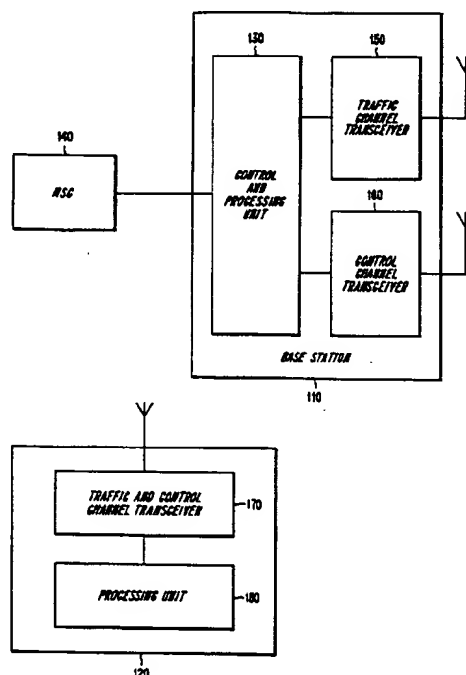 130
150
TRAFFIC
CHANNEL
TRANSCEIVER
140
MSC
CONTROL
AND
PROCESSING
UNIT
160
CONTROL
CHANNEL
TRANSCEIVER
BASE STATION
110
TRAFFIC AND CONTROL
CHANNEL TRANSCEIVER
170
PROCESSING UNIT
180
120